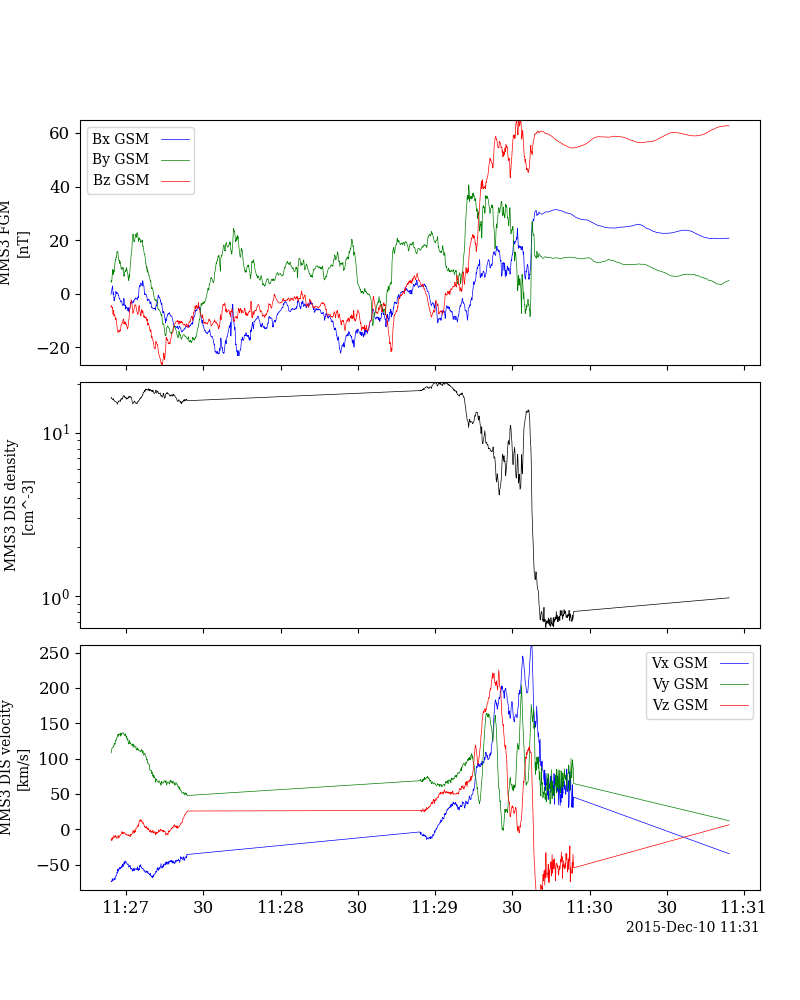 MMS3 FGM
[nT]
60
40
20
0
−20
Bx GSM
By GSM
Bz GSM
MMS3 DIS density
[cm^-3]
10^1
10^0
MMS3 DIS velocity
[km/s]
250
200
150
100
50
0
−50
Vx GSM
Vy GSM
Vz GSM
11:27 30 11:28 30 11:29 30 11:30 30 11:31
2015-Dec-10 11:31